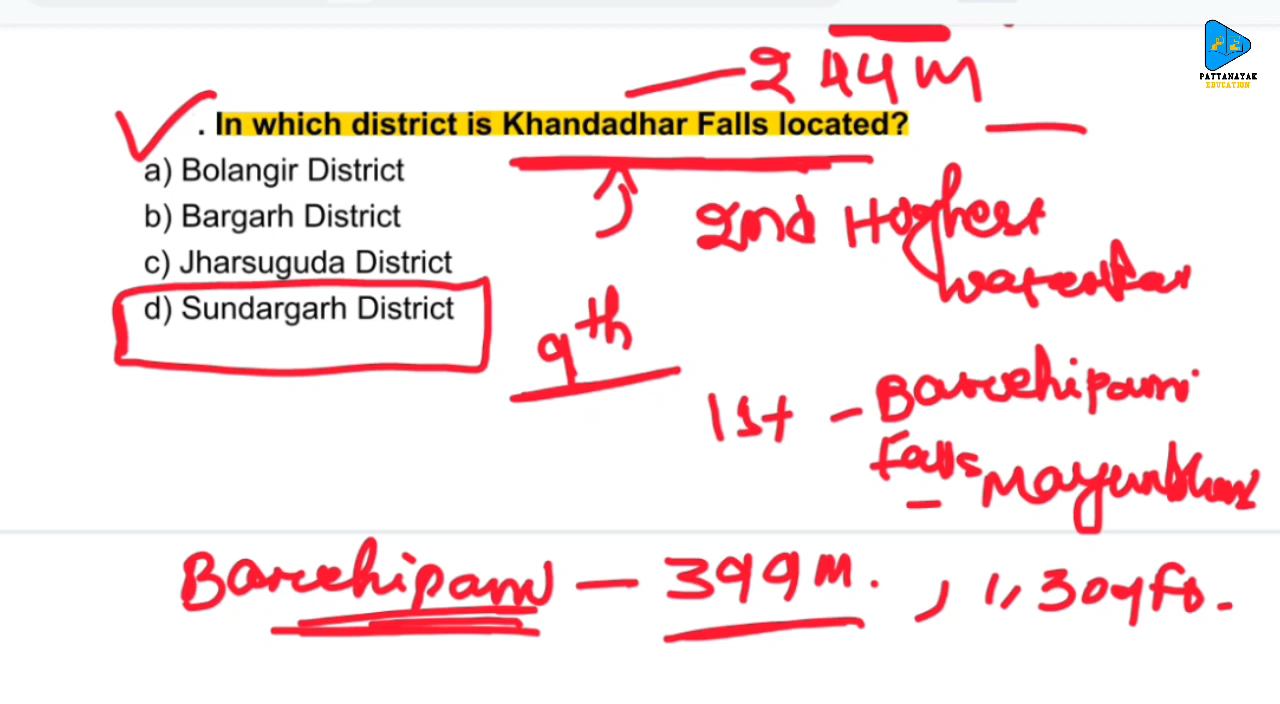 244m
PATTANAYAK
EDUCATION
. In which district is Khandadhar Falls located?
a) Bolangir District
b) Bargarh District
c) Jharsuguda District
d) Sundargarh District
2nd Highest
9th
1st - Barehipani
Falls Mayurbhanj
Barehipani - 399m. , 1,309ft.